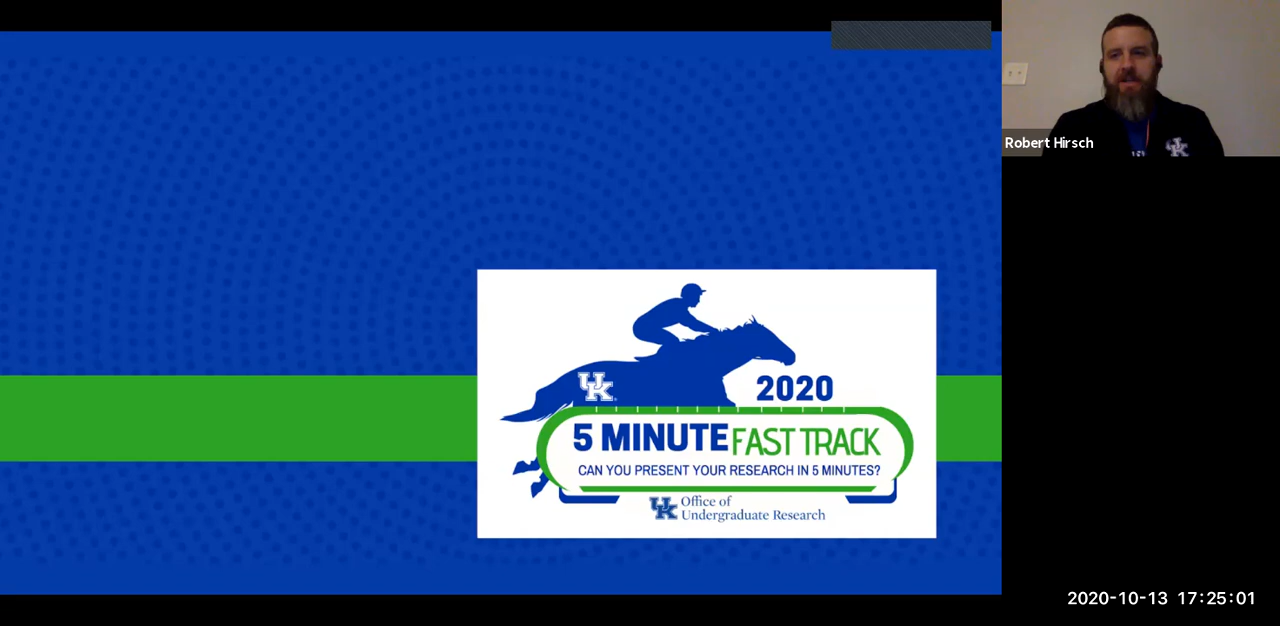 Robert Hirsch
UK
2020
5 MINUTE FAST TRACK
CAN YOU PRESENT YOUR RESEARCH IN 5 MINUTES?
UK Office of
Undergraduate Research
UK
2020-10-13 17:25:01